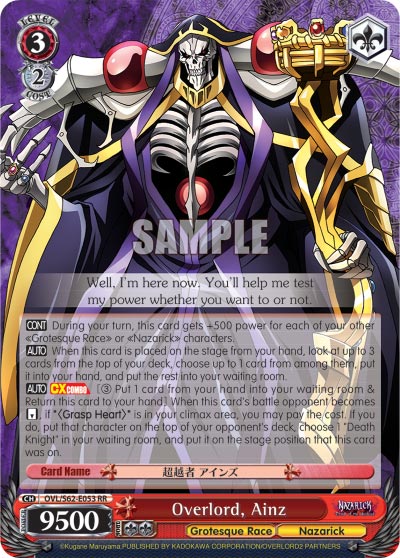 LEVEL
3
2
COST
SAMPLE
Well, I'm here now. You'll help me test
my power whether you want to or not.
CONT During your turn, this card gets +500 power for each of your other
«Grotesque Race» or «Nazarick» characters.
AUTO When this card is placed on the stage from your hand, look at up to 3
cards from the top of your deck, choose up to 1 card from among them, put
it into your hand, and put the rest into your waiting room.
AUTO CXCOMBO [③ Put 1 card from your hand into your waiting room &
Return this card to your hand] When this card's battle opponent becomes
, if "〈Grasp Heart〉" is in your climax area, you may pay the cost. If you
do, put that character on the top of your opponent's deck, choose 1 "Death
Knight" in your waiting room, and put it on the stage position that this card
was on.
Card Name 超越者 アインズ
CH OVL/S62-E053 RR
POWER 9500 SOUL
Overlord, Ainz
NAZARICK
Grotesque Race Nazarick
©Kugane Maruyama,PUBLISHED BY KADOKAWA CORPORATION/OVERLORD2 PARTNERS